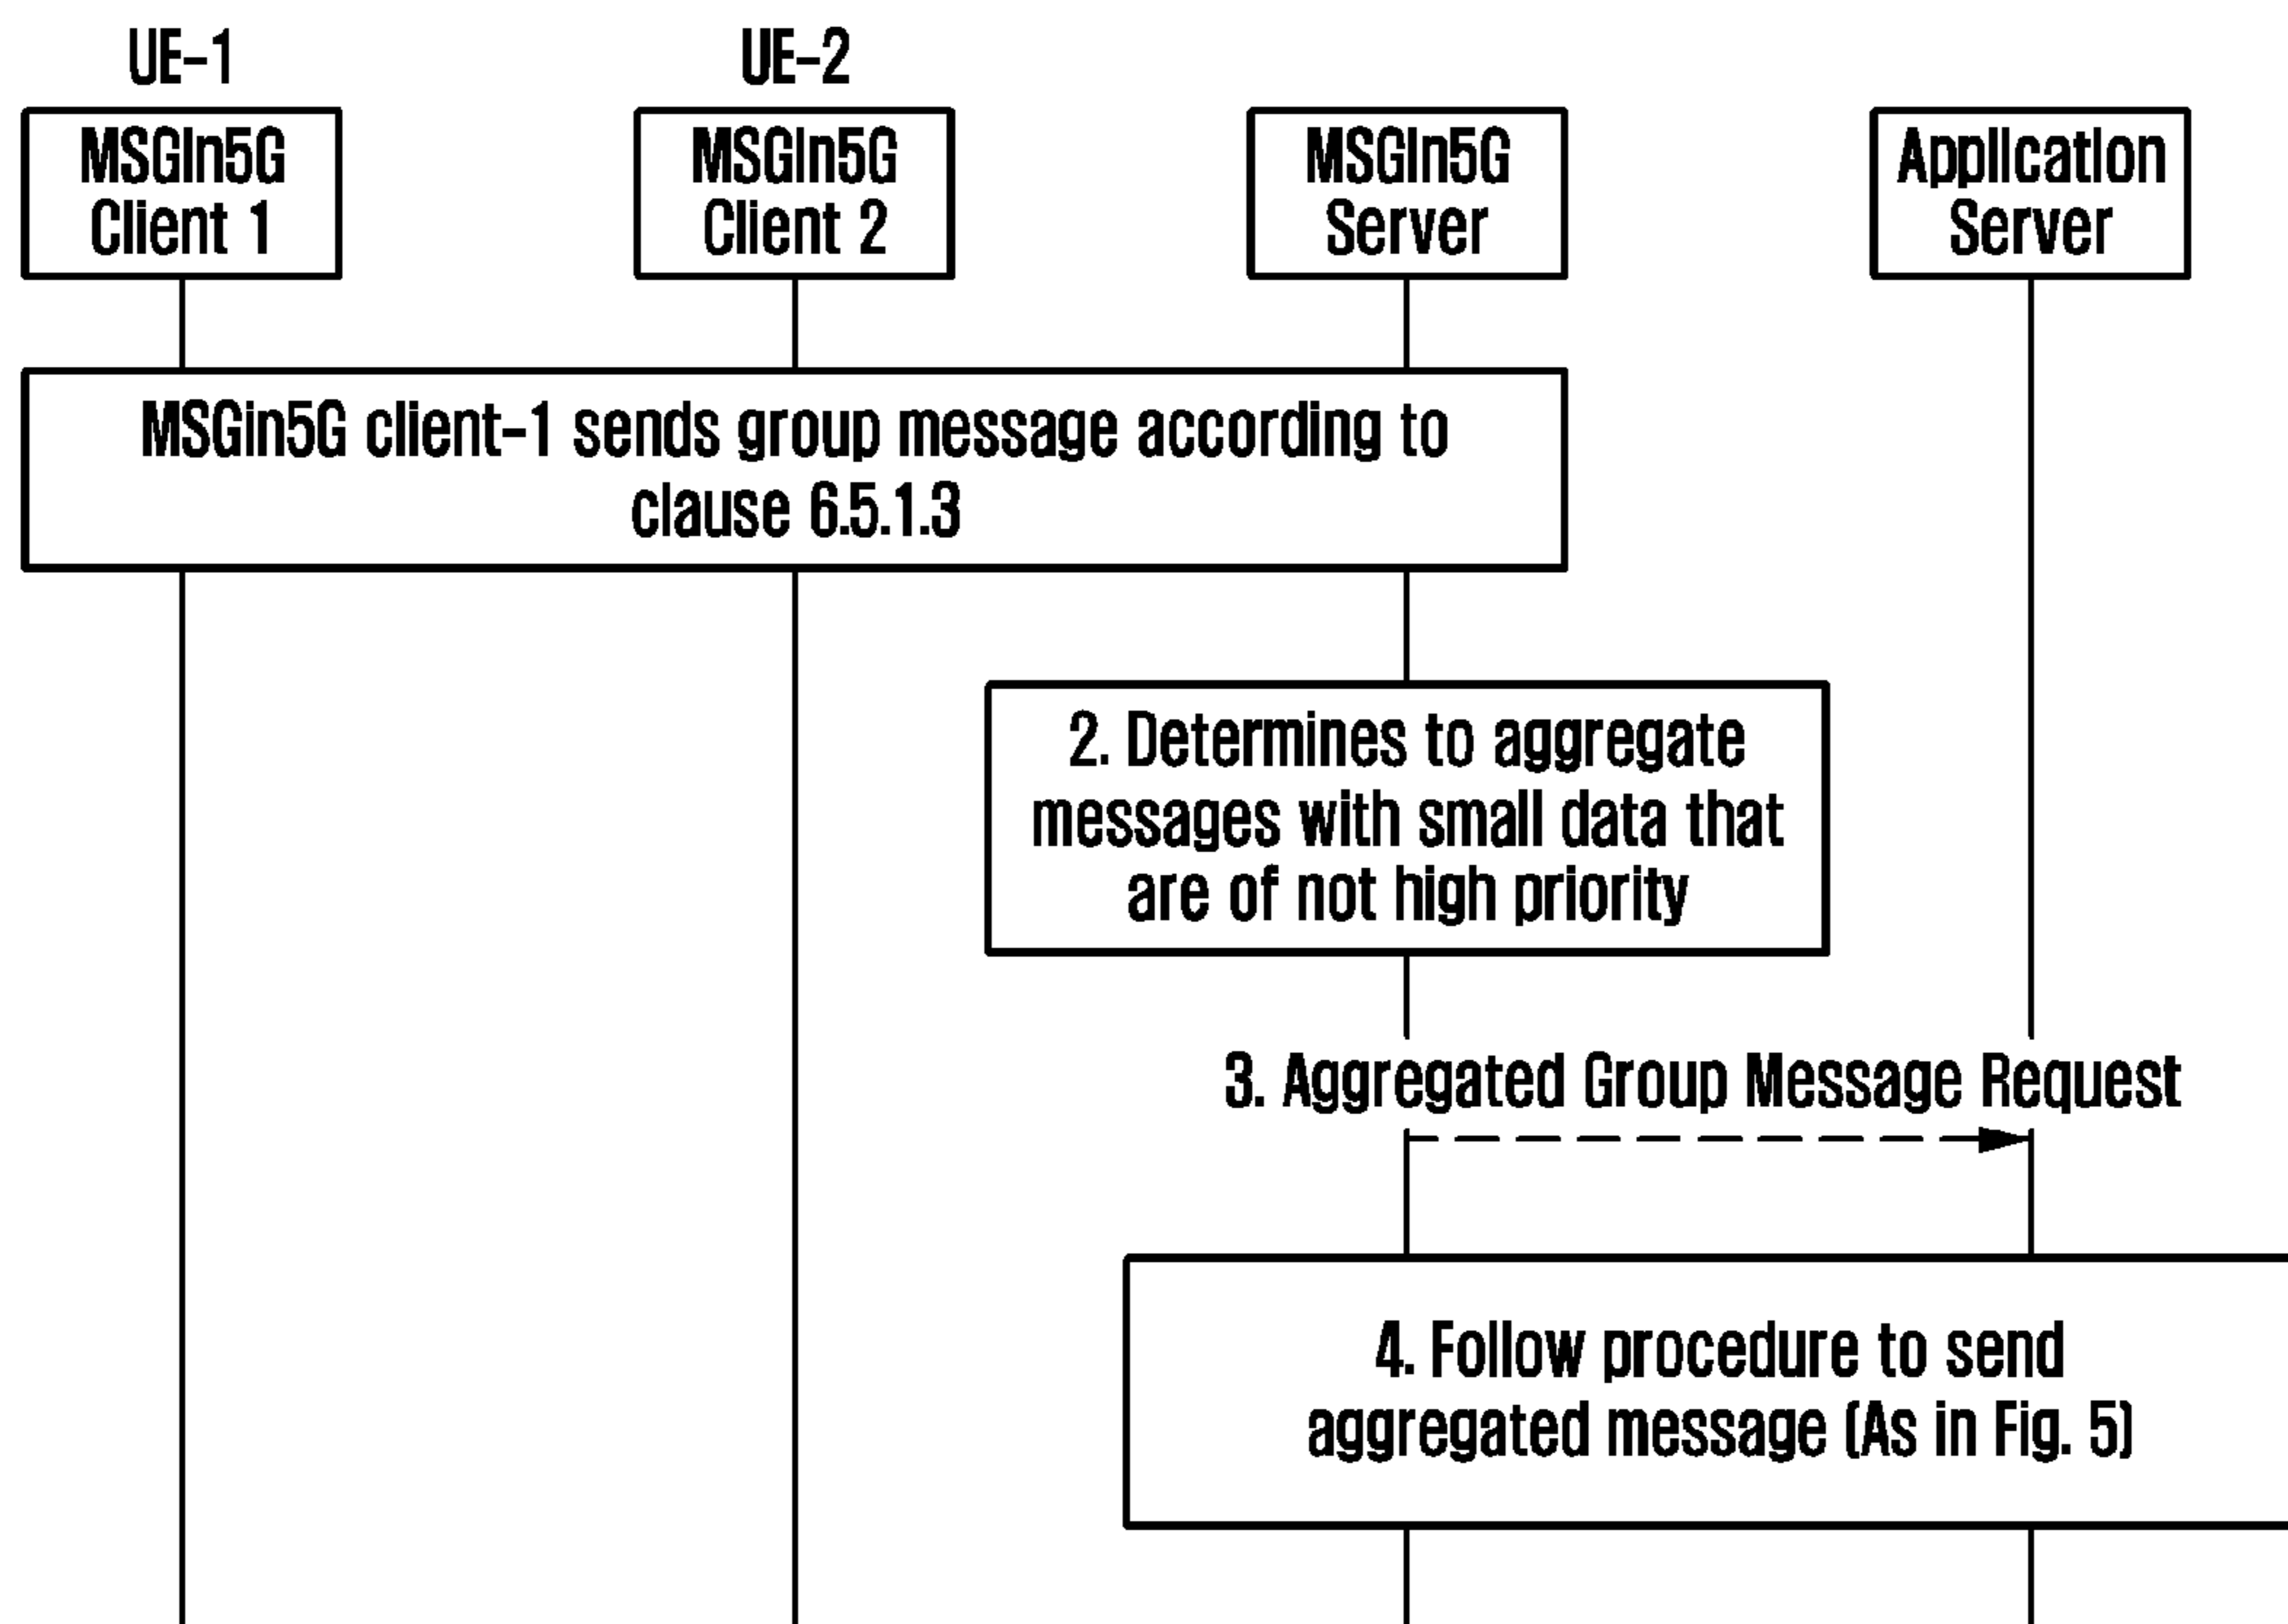 UE-1
UE-2
MSGIn5G
Client 1
MSGIn5G
Client 2
MSGIn5G
Server
Application
Server
MSGin5G client-1 sends group message according to
clause 6.5.1.3
2. Determines to aggregate
messages with small data that
are of not high priority
3. Aggregated Group Message Request
4. Follow procedure to send
aggregated message (As in Fig. 5)